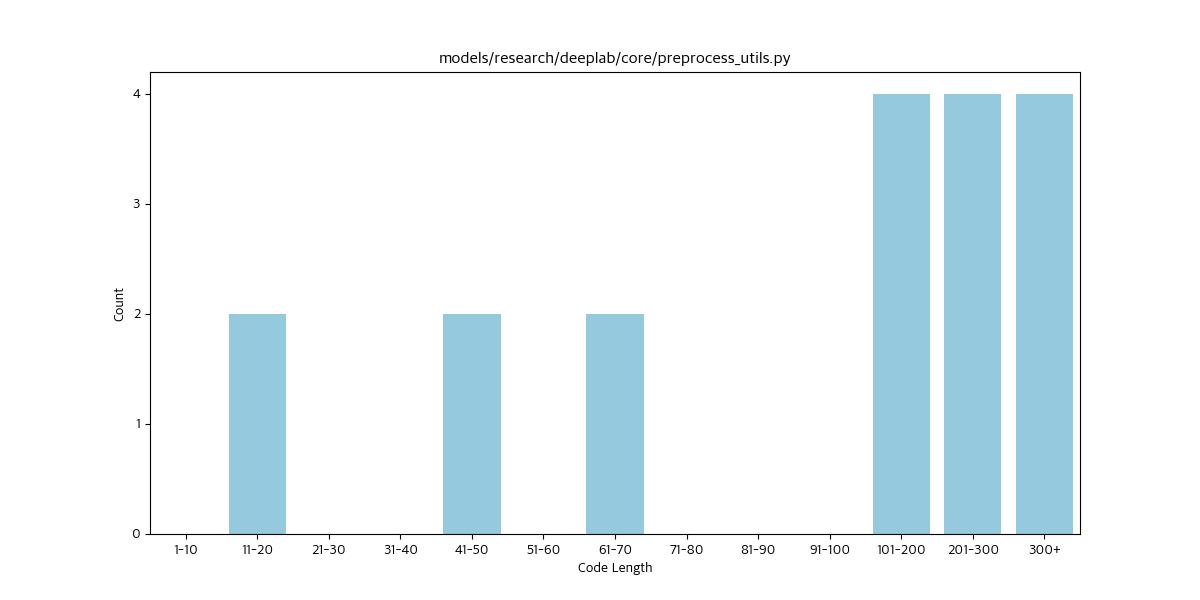 models/research/deeplab/core/preprocess_utils.py
4
3
2
1
0
Count
1-10 11-20 21-30 31-40 41-50 51-60 61-70 71-80 81-90 91-100 101-200 201-300 300+
Code Length